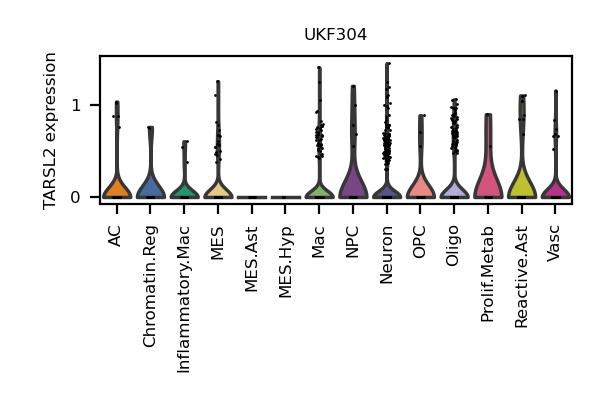 UKF304
TARSL2 expression
1
0
AC
Chromatin.Reg
Inflammatory.Mac
MES
MES.Ast
MES.Hyp
Mac
NPC
Neuron
OPC
Oligo
Prolif.Metab
Reactive.Ast
Vasc